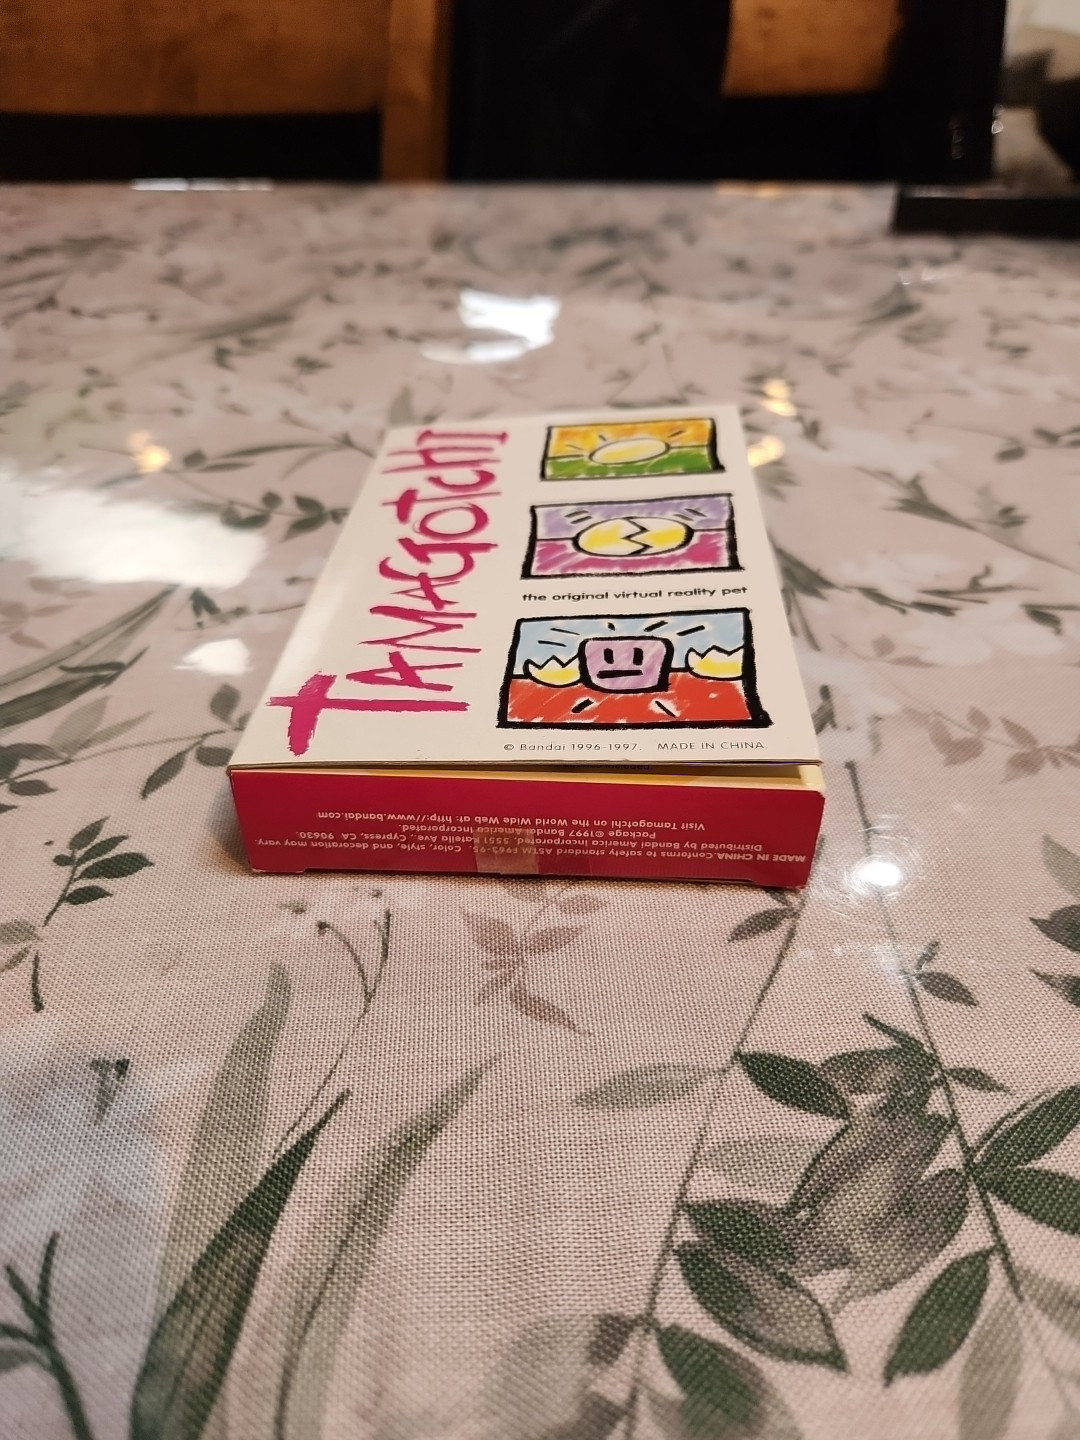 TAMAGOTCHI
the original virtual reality pet
© Bandai 1996-1997. MADE IN CHINA.
MADE IN CHINA. Conforms to safety standard ASTM F963-95. Color, style, and decoration may vary.
Distributed by Bandai America Incorporated, 5551 Katella Ave., Cypress, CA 90630.
Package ©1997 Bandai America Incorporated.
Visit Tamagotchi on the World Wide Web at: http://www.bandai.com